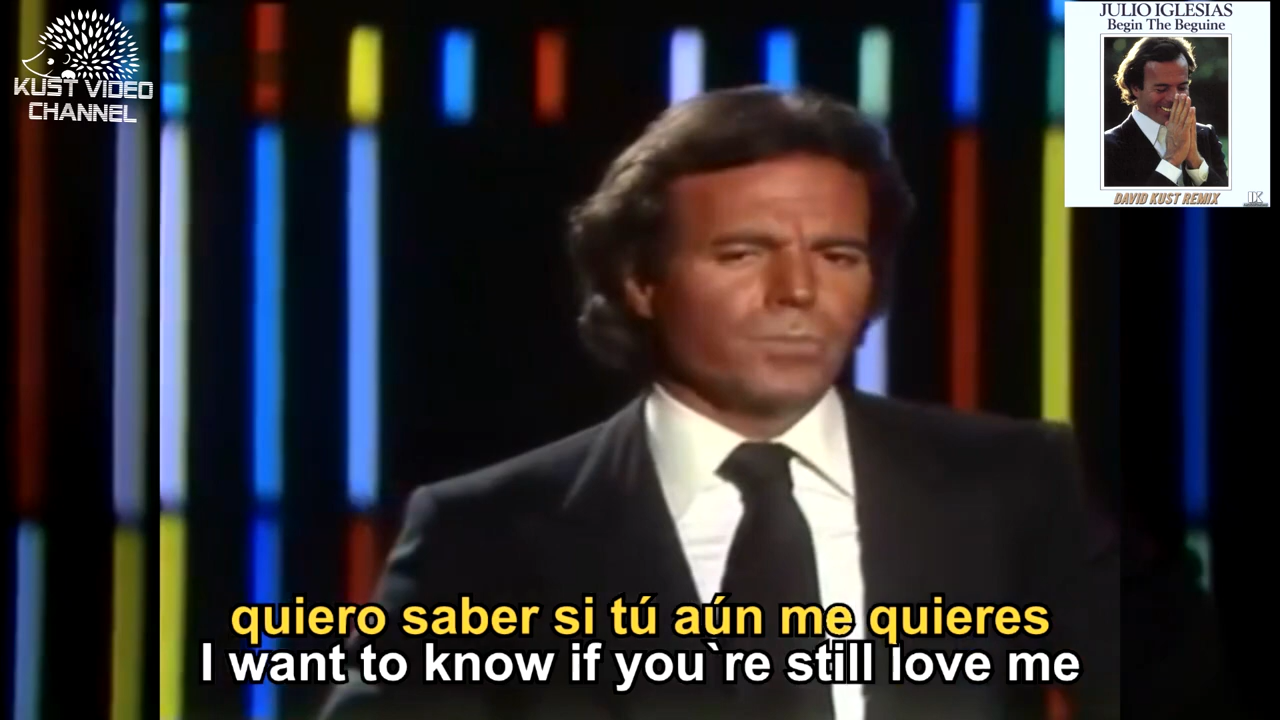 KUST VIDEO
CHANNEL
JULIO IGLESIAS
Begin The Beguine
DAVID KUST REMIX
quiero saber si tú aún me quieres
I want to know if you`re still love me